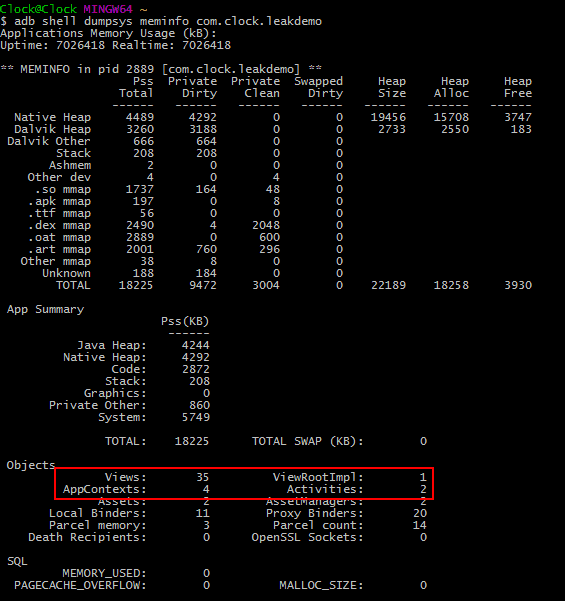 Clock@Clock MINGW64 ~
$ adb shell dumpsys meminfo com.clock.leakdemo
Applications Memory Usage (kB):
Uptime: 7026418 Realtime: 7026418
** MEMINFO in pid 2889 [com.clock.leakdemo] **
Pss Private Private Swapped Heap Heap Heap
Total Dirty Clean Dirty Size Alloc Free
------ ------ ------ ------ ------ ------ ------
Native Heap 4489 4292 0 0 19456 15708 3747
Dalvik Heap 3260 3188 0 0 2733 2550 183
Dalvik Other 666 664 0 0
Stack 208 208 0 0
Ashmem 2 0 0 0
Other dev 4 0 4 0
.so mmap 1737 164 48 0
.apk mmap 197 0 8 0
.ttf mmap 56 0 0 0
.dex mmap 2490 4 2048 0
.oat mmap 2889 0 600 0
.art mmap 2001 760 296 0
Other mmap 38 8 0 0
Unknown 188 184 0 0
TOTAL 18225 9472 3004 0 22189 18258 3930
App Summary
Pss(KB)
------
Java Heap: 4244
Native Heap: 4292
Code: 2872
Stack: 208
Graphics: 0
Private Other: 860
System: 5749
TOTAL: 18225 TOTAL SWAP (KB): 0
Objects
Views: 35 ViewRootImpl: 1
AppContexts: 4 Activities: 2
Assets: 2 AssetManagers: 2
Local Binders: 11 Proxy Binders: 20
Parcel memory: 3 Parcel count: 14
Death Recipients: 0 OpenSSL Sockets: 0
SQL
MEMORY_USED: 0
PAGECACHE_OVERFLOW: 0 MALLOC_SIZE: 0